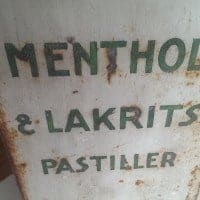 MENTHOL
& LAKRITS
PASTILLER